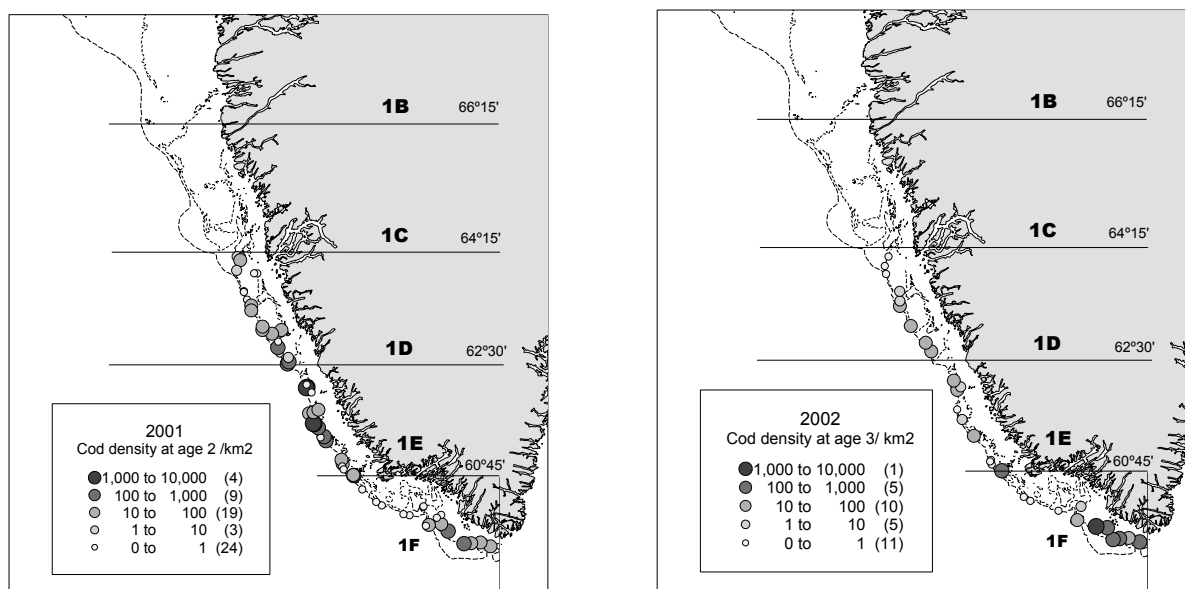 1B 66º15'
1C 64º15'
1D 62º30'
1E
60º45'
1F
2001
Cod density at age 2 /km2
1,000 to 10,000 (4)
100 to 1,000 (9)
10 to 100 (19)
1 to 10 (3)
0 to 1 (24)
1B 66º15'
1C 64º15'
1D 62º30'
1E
60º45'
1F
2002
Cod density at age 3/ km2
1,000 to 10,000 (1)
100 to 1,000 (5)
10 to 100 (10)
1 to 10 (5)
0 to 1 (11)